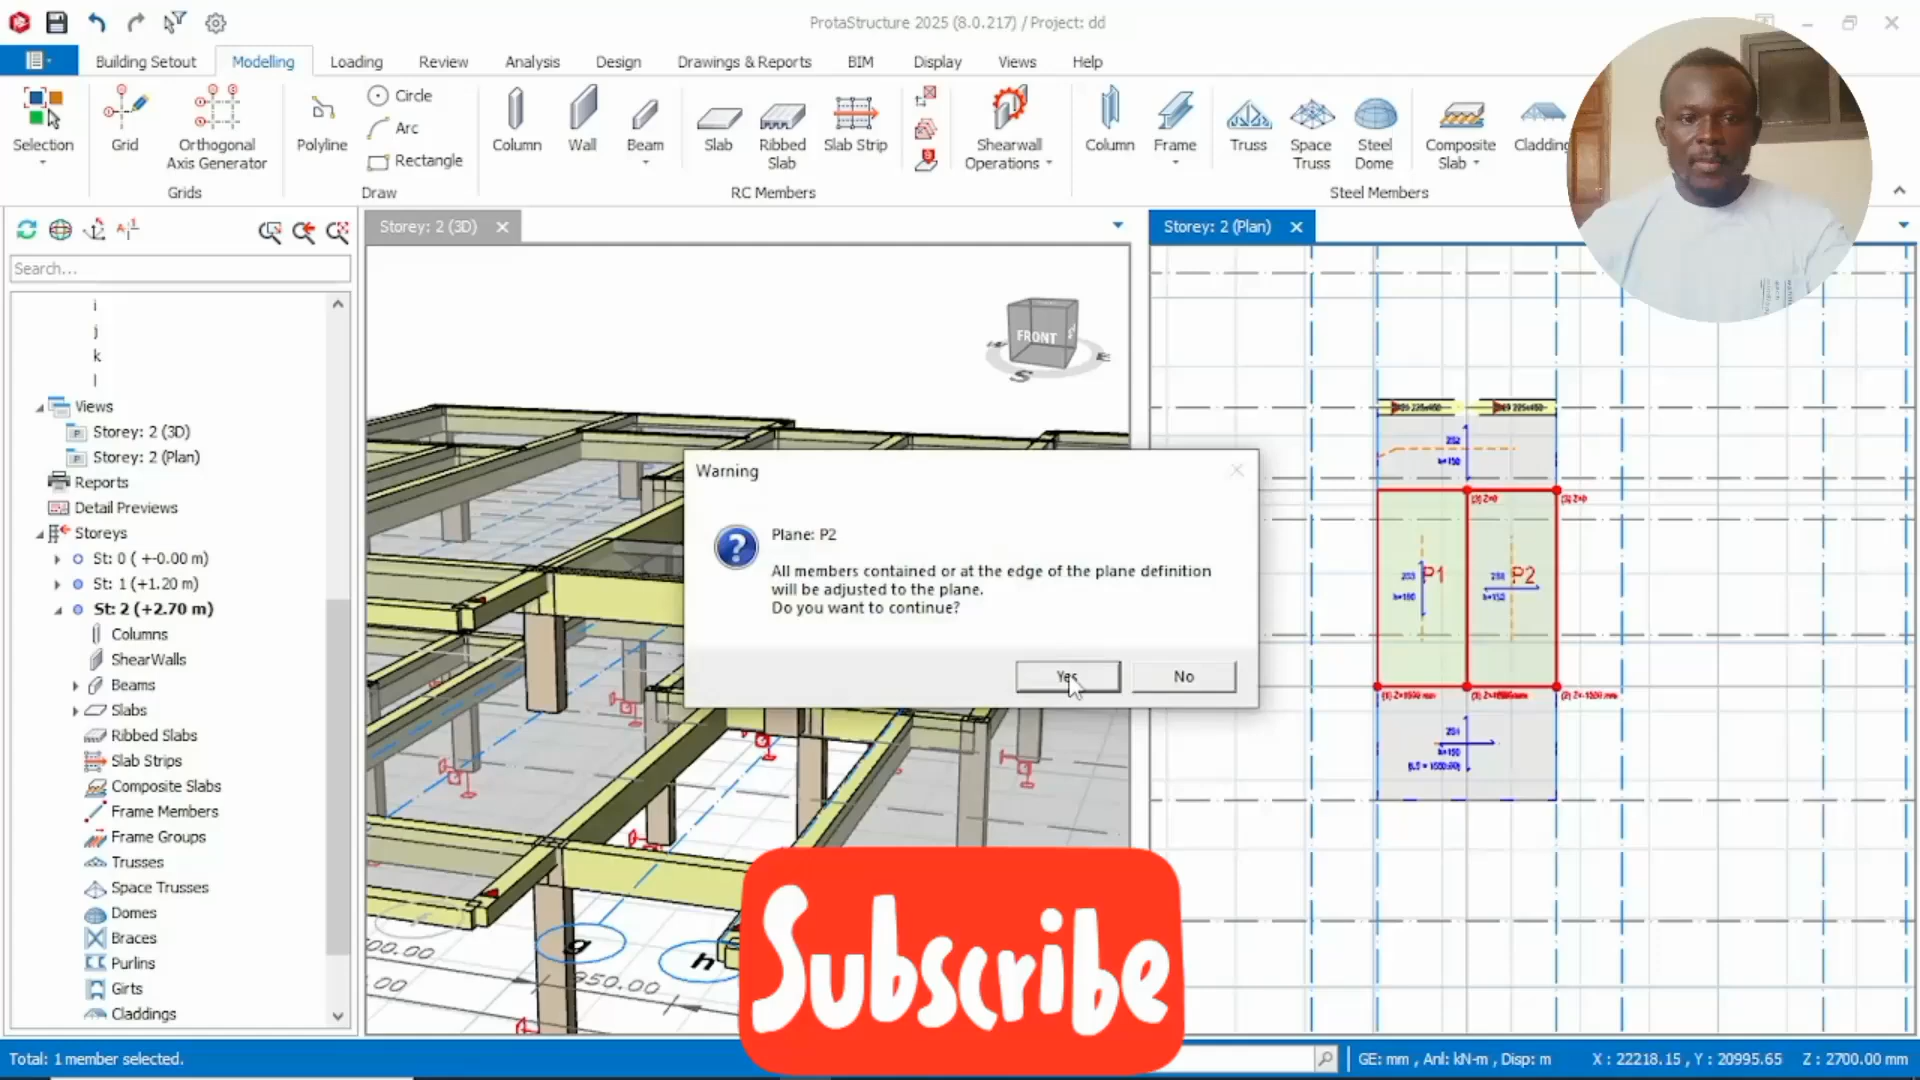 ProtaStructure 2025 (8.0.217) / Project: dd
Building Setout
Modelling
Loading
Review
Analysis
Design
Drawings & Reports
BIM
Display
Views
Help
Selection
Grid
Orthogonal
Axis Generator
Grids
Polyline
Circle
Arc
Rectangle
Draw
Column
Wall
Beam
Slab
Ribbed
Slab
Slab Strip
RC Members
Shearwall
Operations
Column
Frame
Truss
Space
Truss
Steel
Dome
Composite
Slab
Cladding
Steel Members
Search...
i
j
k
l
Views
Storey: 2 (3D)
Storey: 2 (Plan)
Reports
Detail Previews
Storeys
St: 0 ( +-0.00 m)
St: 1 (+1.20 m)
St: 2 (+2.70 m)
Columns
ShearWalls
Beams
Slabs
Ribbed Slabs
Slab Strips
Composite Slabs
Frame Members
Frame Groups
Trusses
Space Trusses
Domes
Braces
Purlins
Girts
Claddings
Storey: 2 (3D)
FRONT
S
E
g
h
Warning
Plane: P2
All members contained or at the edge of the plane definition
will be adjusted to the plane.
Do you want to continue?
Yes
No
Subscribe
Storey: 2 (Plan)
P1
P2
251
h=150
Total: 1 member selected.
GE: mm , Anl: kN-m , Disp: m
X : 22218.15 , Y : 20995.65
Z : 2700.00 mm